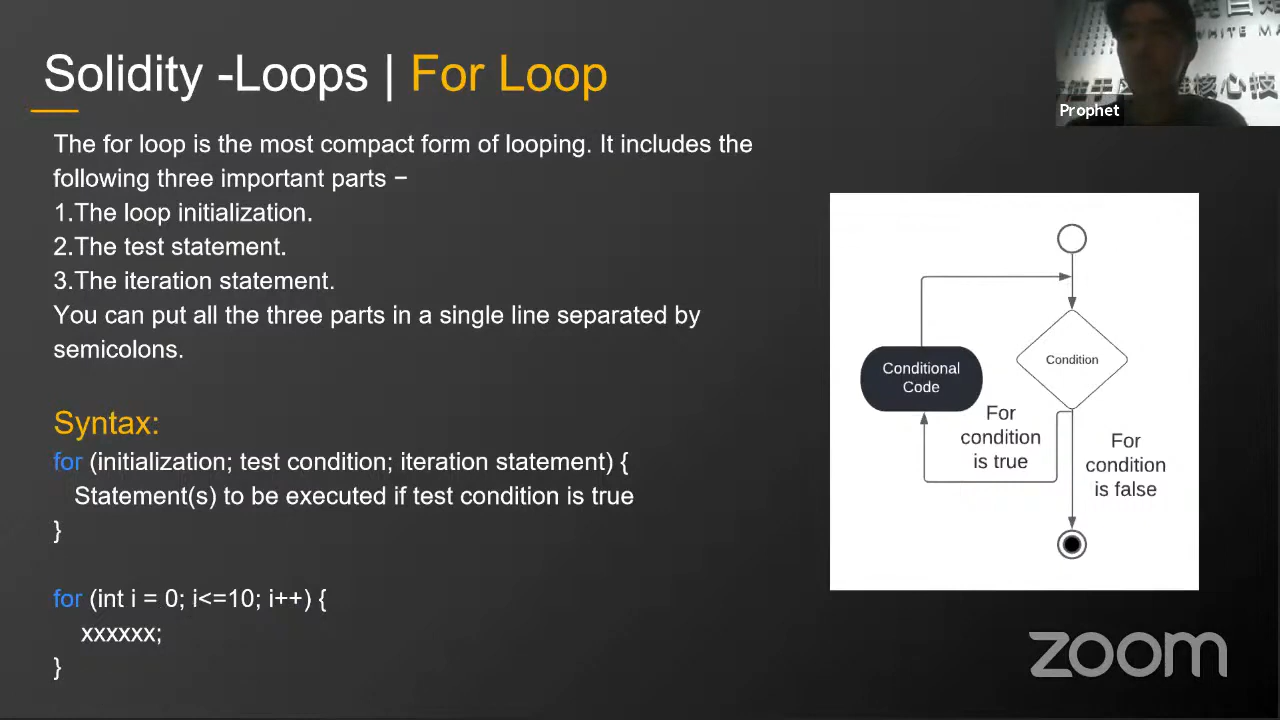 Solidity -Loops | For Loop
The for loop is the most compact form of looping. It includes the
following three important parts −
1.The loop initialization.
2.The test statement.
3.The iteration statement.
You can put all the three parts in a single line separated by
semicolons.
Syntax:
for (initialization; test condition; iteration statement) {
Statement(s) to be executed if test condition is true
}
for (int i = 0; i<=10; i++) {
xxxxxx;
}
Condition
Conditional
Code
For
condition
is true
For
condition
is false
Prophet
核心技
zoom